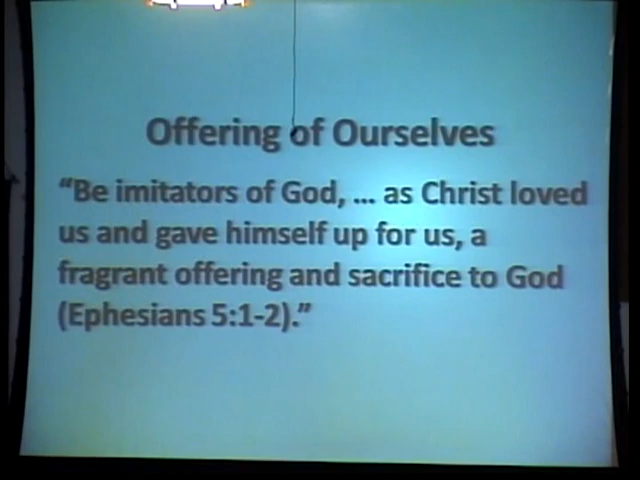 Offering of Ourselves
“Be imitators of God, ... as Christ loved
us and gave himself up for us, a
fragrant offering and sacrifice to God
(Ephesians 5:1-2).”